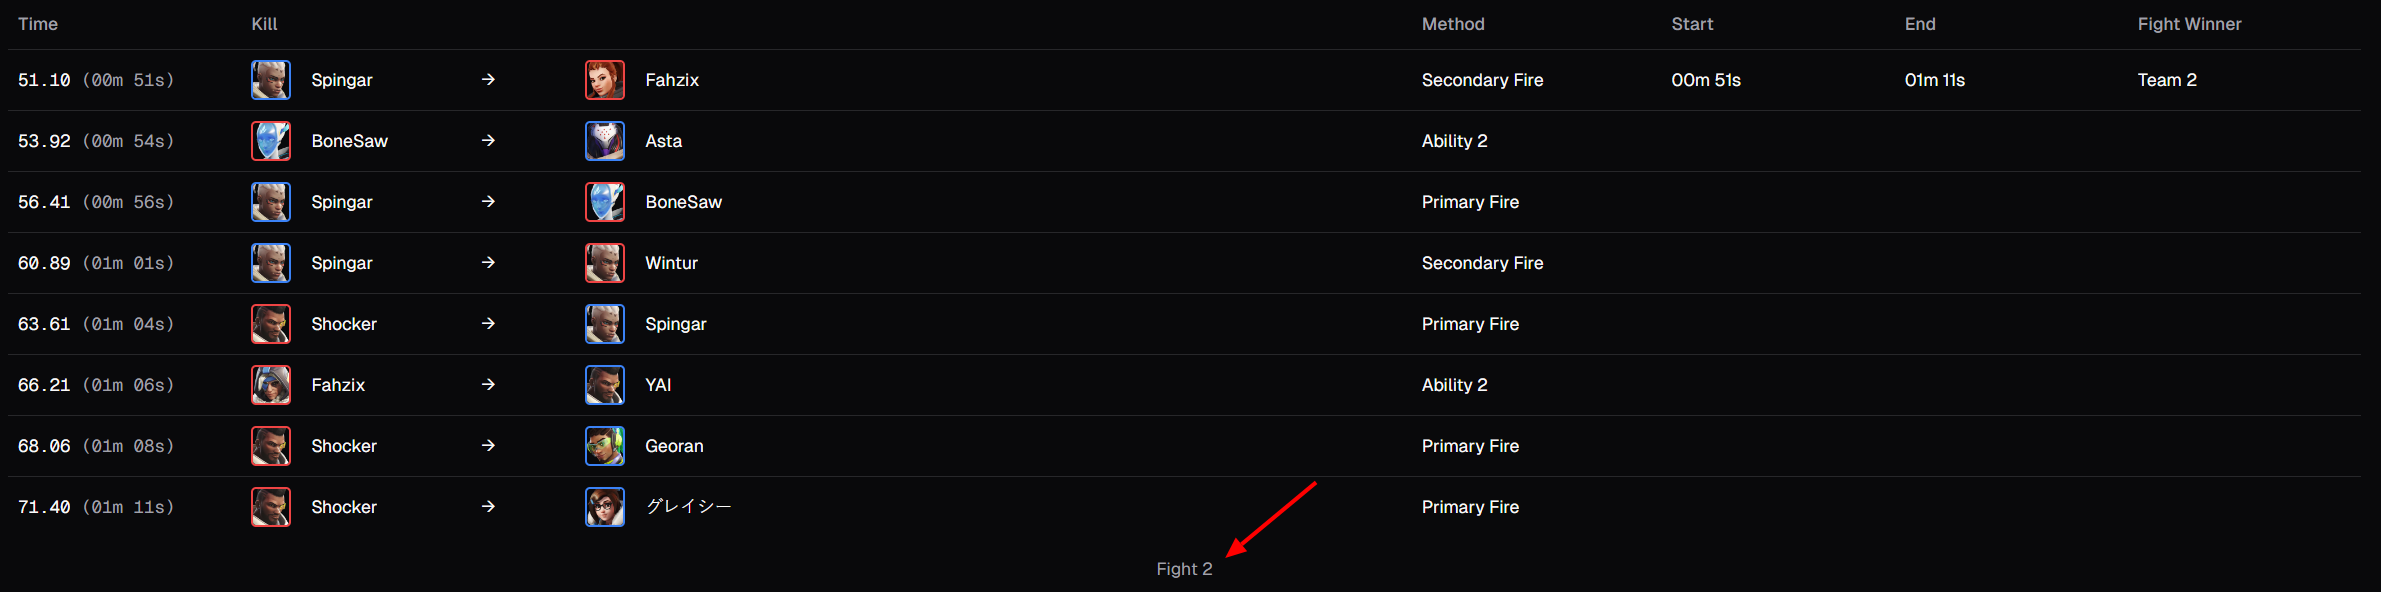 Time Kill Method Start End Fight Winner
51.10 (00m 51s) Spingar → Fahzix Secondary Fire 00m 51s 01m 11s Team 2
53.92 (00m 54s) BoneSaw → Asta Ability 2
56.41 (00m 56s) Spingar → BoneSaw Primary Fire
60.89 (01m 01s) Spingar → Wintur Secondary Fire
63.61 (01m 04s) Shocker → Spingar Primary Fire
66.21 (01m 06s) Fahzix → YAI Ability 2
68.06 (01m 08s) Shocker → Georan Primary Fire
71.40 (01m 11s) Shocker → グレイシー Primary Fire
Fight 2